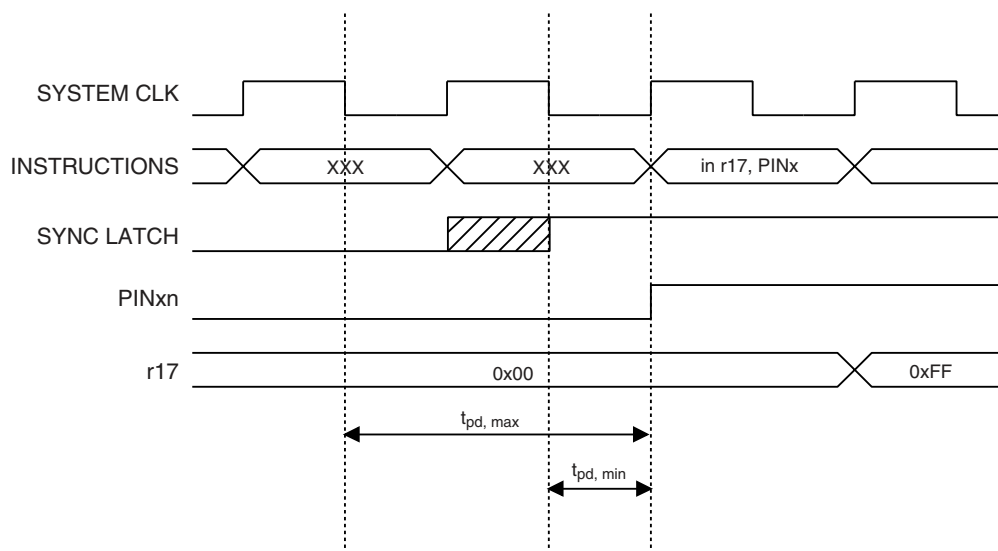 SYSTEM CLK
INSTRUCTIONS XXX XXX in r17, PINx
SYNC LATCH
PINxn
r17 0x00 0xFF
tpd, max
tpd, min